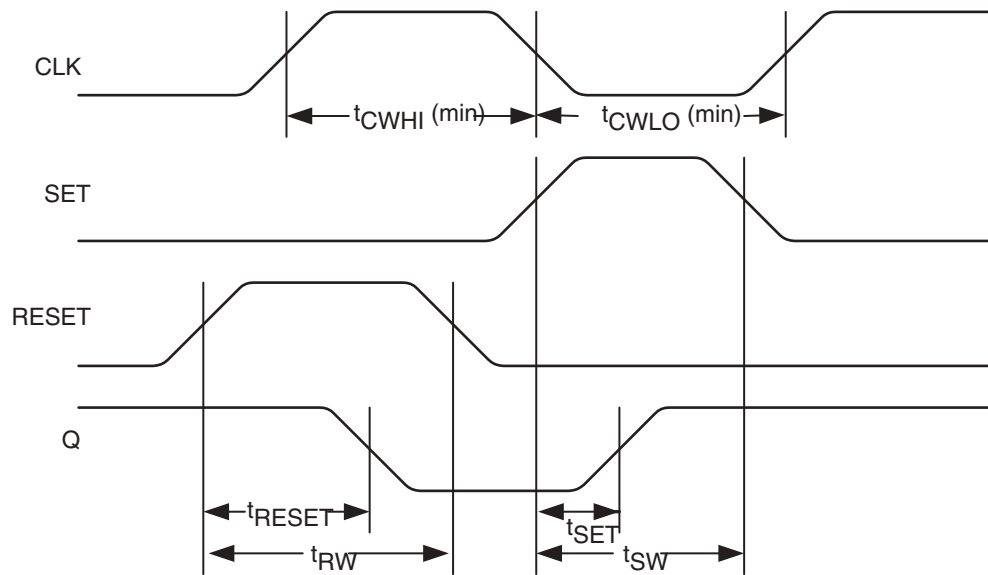 CLK
tCWHI (min)
tCWLO (min)
SET
RESET
Q
tRESET
tSET
tRW
tSW